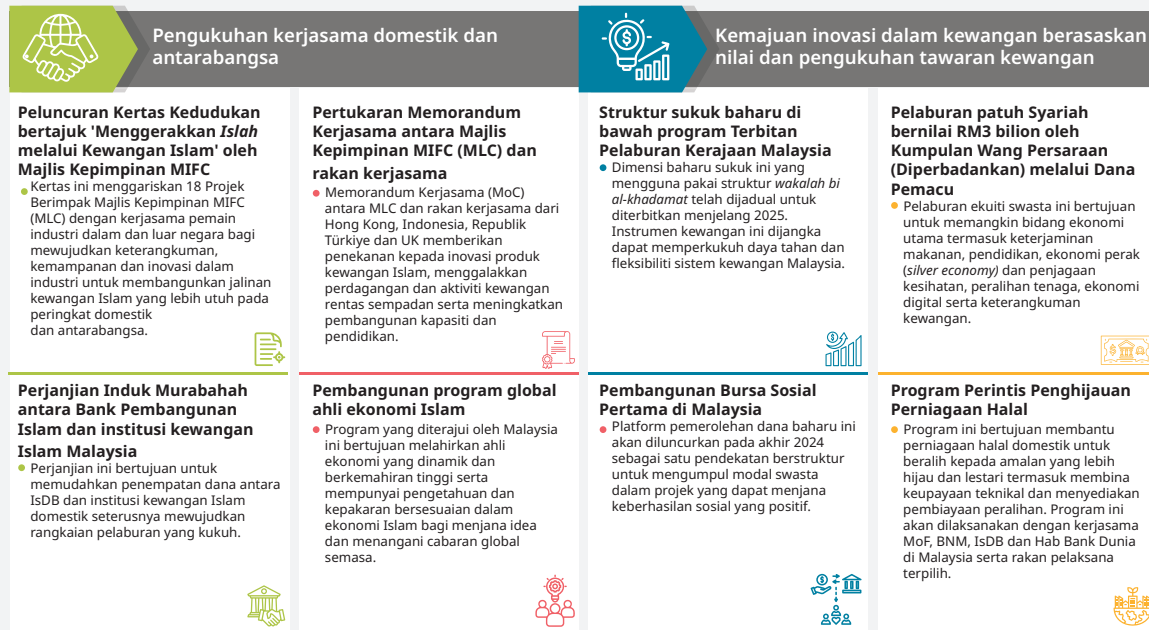 Pengukuhan kerjasama domestik dan
antarabangsa
Kemajuan inovasi dalam kewangan berasaskan
nilai dan pengukuhan tawaran kewangan
Peluncuran Kertas Kedudukan
bertajuk 'Menggerakkan Islah
melalui Kewangan Islam' oleh
Majlis Kepimpinan MIFC
Kertas ini menggariskan 18 Projek
Berimpak Majlis Kepimpinan MIFC
(MLC) dengan kerjasama pemain
industri dalam dan luar negara bagi
mewujudkan keterangkuman,
kemampanan dan inovasi dalam
industri untuk membangunkan jalinan
kewangan Islam yang lebih utuh pada
peringkat domestik
dan antarabangsa.
Pertukaran Memorandum
Kerjasama antara Majlis
Kepimpinan MIFC (MLC) dan
rakan kerjasama
Memorandum Kerjasama (MoC)
antara MLC dan rakan kerjasama dari
Hong Kong, Indonesia, Republik
Türkiye dan UK memberikan
penekanan kepada inovasi produk
kewangan Islam, menggalakkan
perdagangan dan aktiviti kewangan
rentas sempadan serta meningkatkan
pembangunan kapasiti dan
pendidikan.
Struktur sukuk baharu di
bawah program Terbitan
Pelaburan Kerajaan Malaysia
Dimensi baharu sukuk ini yang
mengguna pakai struktur wakalah bi
al-khadamat telah dijadual untuk
diterbitkan menjelang 2025.
Instrumen kewangan ini dijangka
dapat memperkukuh daya tahan dan
fleksibiliti sistem kewangan Malaysia.
Pelaburan patuh Syariah
bernilai RM3 bilion oleh
Kumpulan Wang Persaraan
(Diperbadankan) melalui Dana
Pemacu
Pelaburan ekuiti swasta ini bertujuan
untuk memangkin bidang ekonomi
utama termasuk keterjaminan
makanan, pendidikan, ekonomi perak
(silver economy) dan penjagaan
kesihatan, peralihan tenaga, ekonomi
digital serta keterangkuman
kewangan.
Perjanjian Induk Murabahah
antara Bank Pembangunan
Islam dan institusi kewangan
Islam Malaysia
Perjanjian ini bertujuan untuk
memudahkan penempatan dana antara
IsDB dan institusi kewangan Islam
domestik seterusnya mewujudkan
rangkaian pelaburan yang kukuh.
Pembangunan program global
ahli ekonomi Islam
Program yang diterajui oleh Malaysia
ini bertujuan melahirkan ahli
ekonomi yang dinamik dan
berkemahiran tinggi serta
mempunyai pengetahuan dan
kepakaran bersesuaian dalam
ekonomi Islam bagi menjana idea
dan menangani cabaran global
semasa.
Pembangunan Bursa Sosial
Pertama di Malaysia
Platform pemerolehan dana baharu ini
akan diluncurkan pada akhir 2024
sebagai satu pendekatan berstruktur
untuk mengumpul modal swasta
dalam projek yang dapat menjana
keberhasilan sosial yang positif.
Program Perintis Penghijauan
Perniagaan Halal
Program ini bertujuan membantu
perniagaan halal domestik untuk
beralih kepada amalan yang lebih
hijau dan lestari termasuk membina
keupayaan teknikal dan menyediakan
pembiayaan peralihan. Program ini
akan dilaksanakan dengan kerjasama
MoF, BNM, IsDB dan Hab Bank Dunia
di Malaysia serta rakan pelaksana
terpilih.